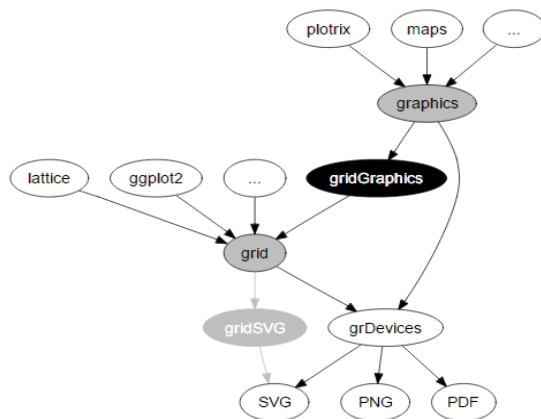 plotrix maps ...
graphics
lattice ggplot2 ... gridGraphics
grid
gridSVG grDevices
SVG PNG PDF